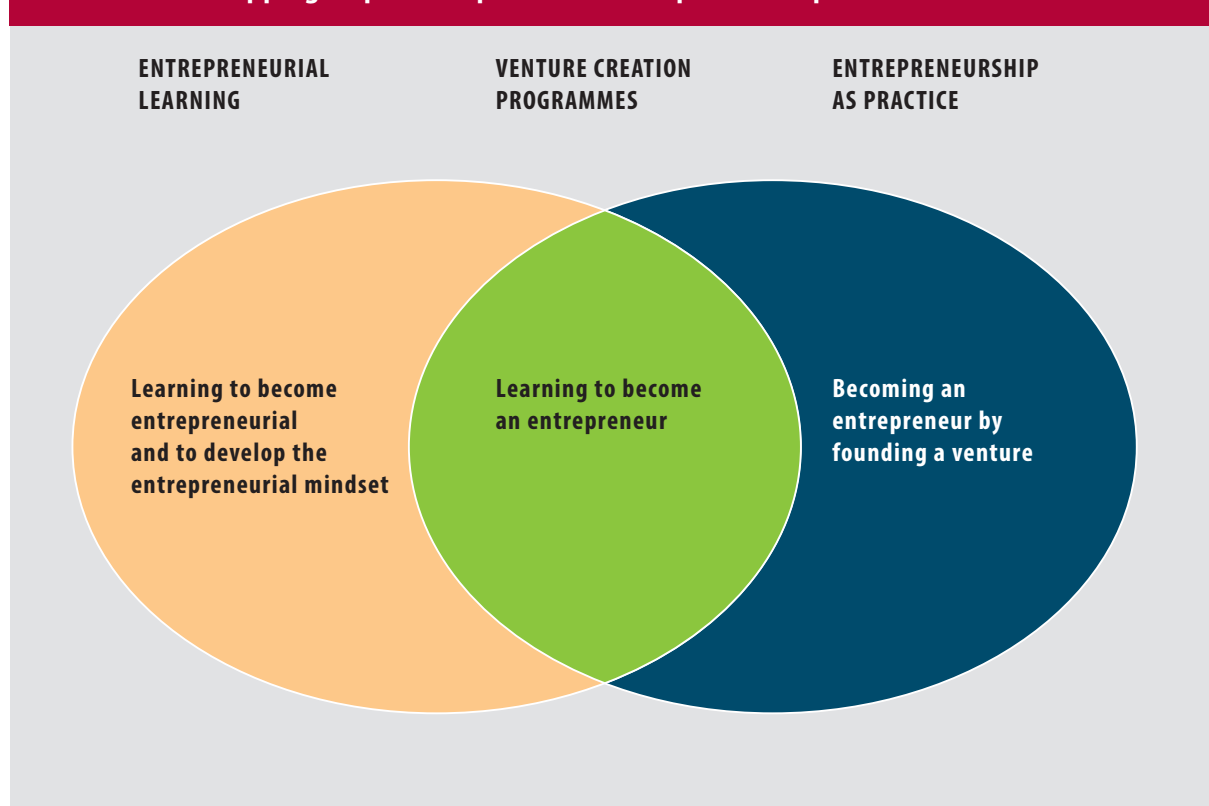 ENTREPRENEURIAL
LEARNING
VENTURE CREATION
PROGRAMMES
ENTREPRENEURSHIP
AS PRACTICE
Learning to become
entrepreneurial
and to develop the
entrepreneurial mindset
Learning to become
an entrepreneur
Becoming an
entrepreneur by
founding a venture